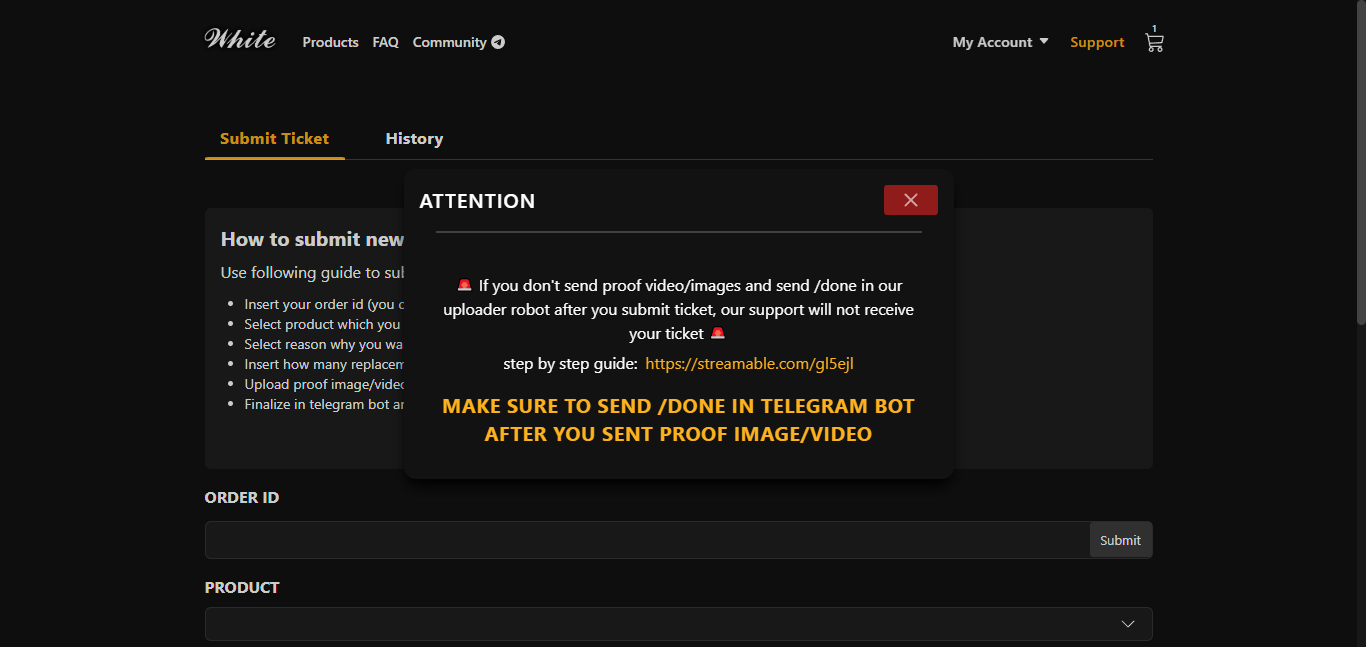 White Products FAQ Community My Account Support 1
Submit Ticket History
ATTENTION
How to submit new
Use following guide to su
Insert your order id (you
Select product which you
Select reason why you wa
Insert how many replacem
Upload proof image/video
Finalize in telegram bot a
🚨 If you don't send proof video/images and send /done in our
uploader robot after you submit ticket, our support will not receive
your ticket 🚨
step by step guide: https://streamable.com/gl5ejl
MAKE SURE TO SEND /DONE IN TELEGRAM BOT
AFTER YOU SENT PROOF IMAGE/VIDEO
ORDER ID
Submit
PRODUCT